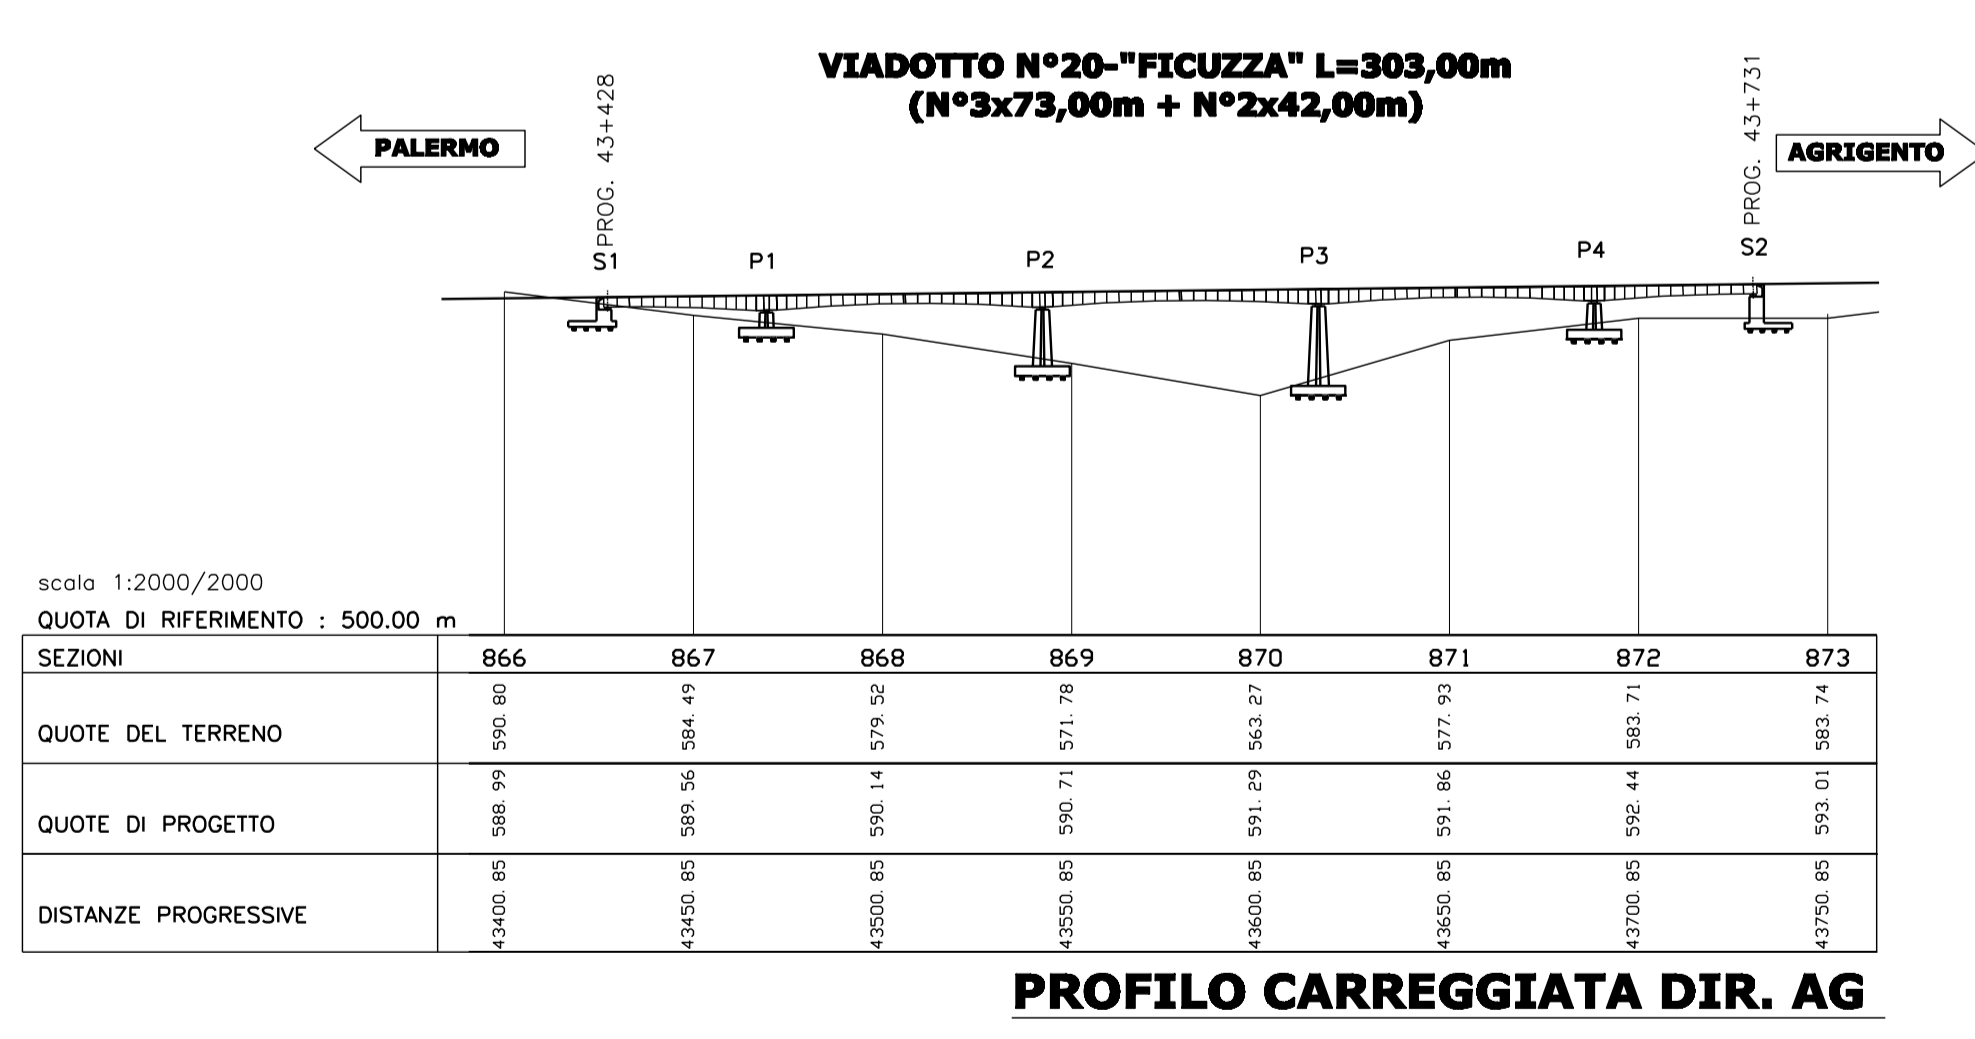 VIADOTTO N°20-"FICUZZA" L=303,00m
(N°3x73,00m + N°2x42,00m)
PALERMO
AGRIGENTO
PROG. 43+428
PROG. 43+731
S1 P1 P2 P3 P4 S2
scala 1:2000/2000
QUOTA DI RIFERIMENTO : 500.00 m
SEZIONI 866 867 868 869 870 871 872 873
QUOTE DEL TERRENO 590.80 584.49 579.52 571.78 563.27 577.93 583.71 583.74
QUOTE DI PROGETTO 588.99 589.56 590.14 590.71 591.29 591.86 592.44 593.01
DISTANZE PROGRESSIVE 43400.85 43450.85 43500.85 43550.85 43600.85 43650.85 43700.85 43750.85
PROFILO CARREGGIATA DIR. AG